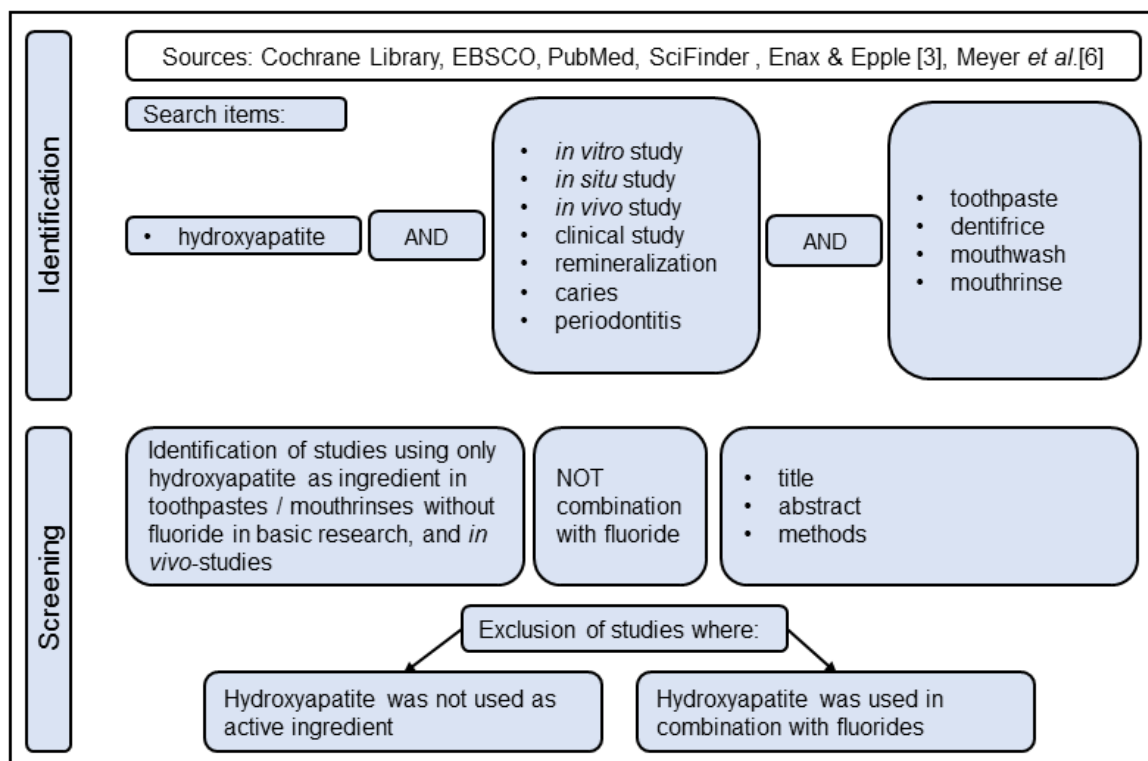 Identification
Sources: Cochrane Library, EBSCO, PubMed, SciFinder , Enax & Epple [3], Meyer et al.[6]
Search items:
• hydroxyapatite
AND
• in vitro study
• in situ study
• in vivo study
• clinical study
• remineralization
• caries
• periodontitis
AND
• toothpaste
• dentifrice
• mouthwash
• mouthrinse
Screening
Identification of studies using only
hydroxyapatite as ingredient in
toothpastes / mouthrinses without
fluoride in basic research, and in
vivo-studies
NOT
combination
with fluoride
• title
• abstract
• methods
Exclusion of studies where:
Hydroxyapatite was not used as
active ingredient
Hydroxyapatite was used in
combination with fluorides